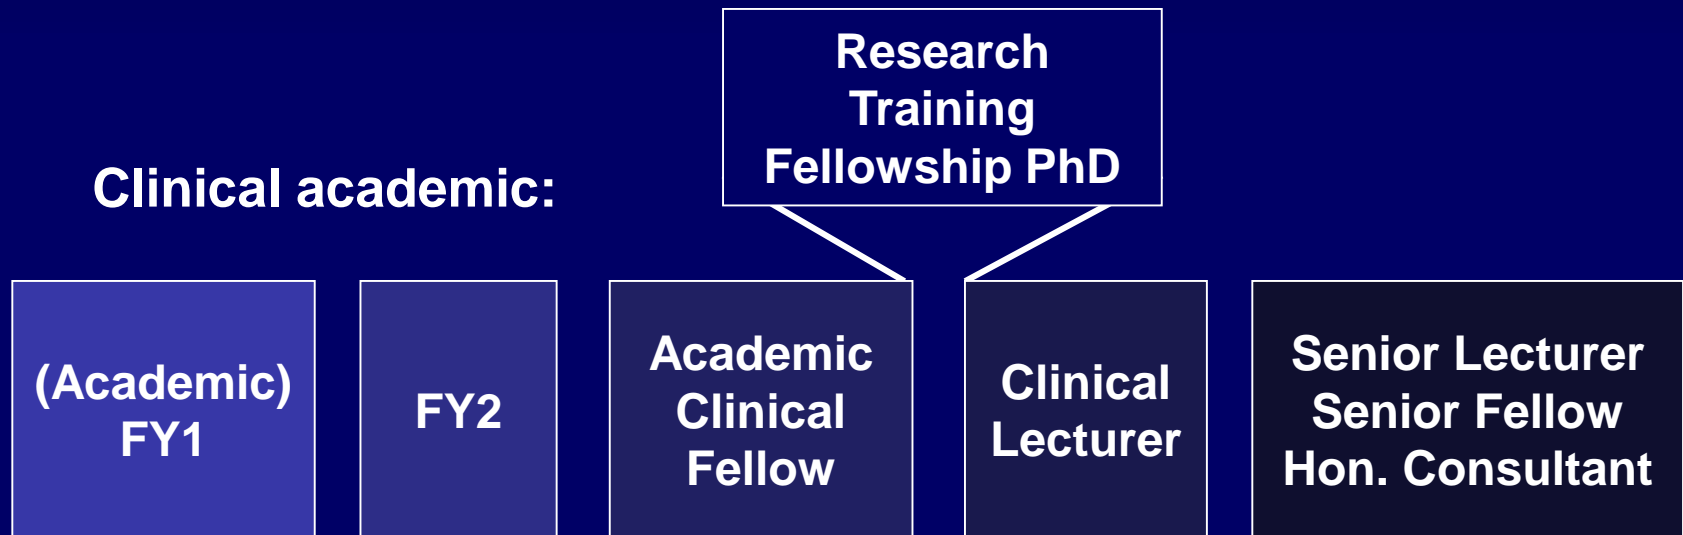 Research
Training
Fellowship PhD
Clinical academic:
(Academic)
FY1
FY2
Academic
Clinical
Fellow
Clinical
Lecturer
Senior Lecturer
Senior Fellow
Hon. Consultant